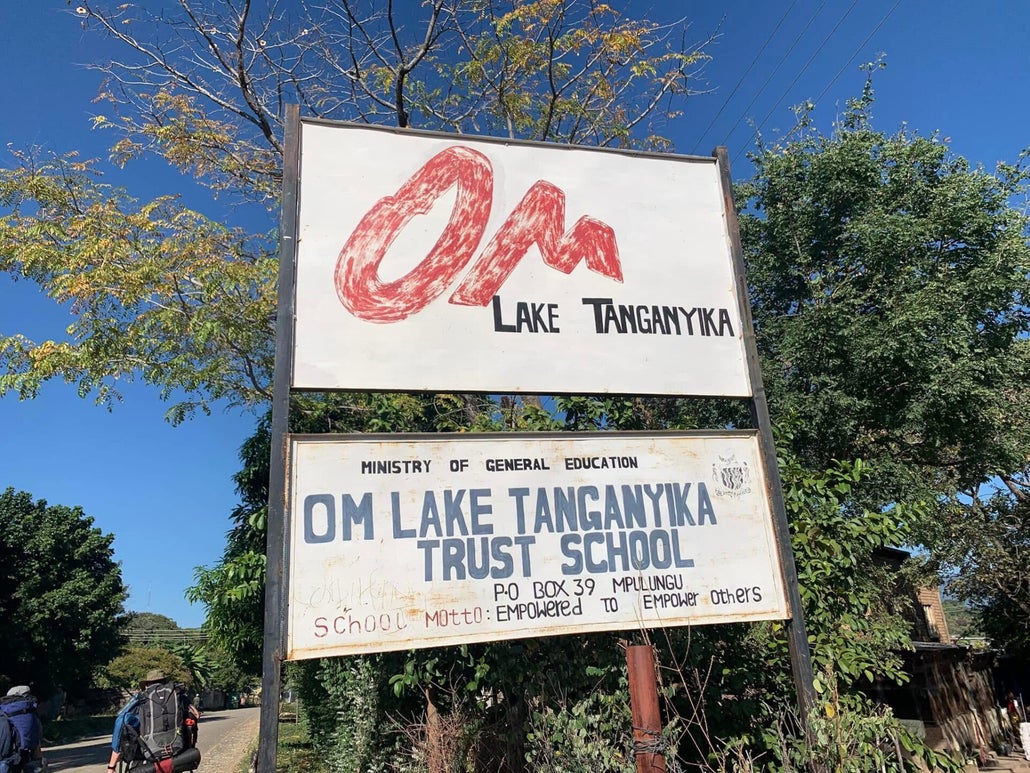 OM
LAKE TANGANYIKA
MINISTRY OF GENERAL EDUCATION
OM LAKE TANGANYIKA
TRUST SCHOOL
P.O BOX 39 MPULUNGU
SCHOOL MOTTO: EMPOWERED TO EMPOWER OTHERS